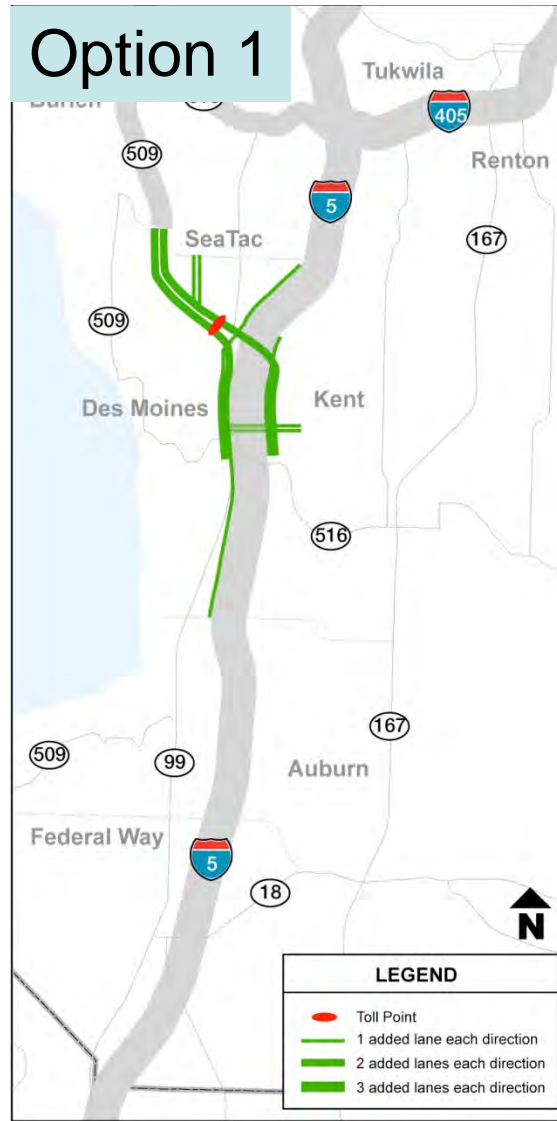 Option 1
Tukwila
405
Renton
509
5
SeaTac
167
509
Des Moines
Kent
516
167
509
99
Auburn
Federal Way
5
18
N
LEGEND
Toll Point
1 added lane each direction
2 added lanes each direction
3 added lanes each direction